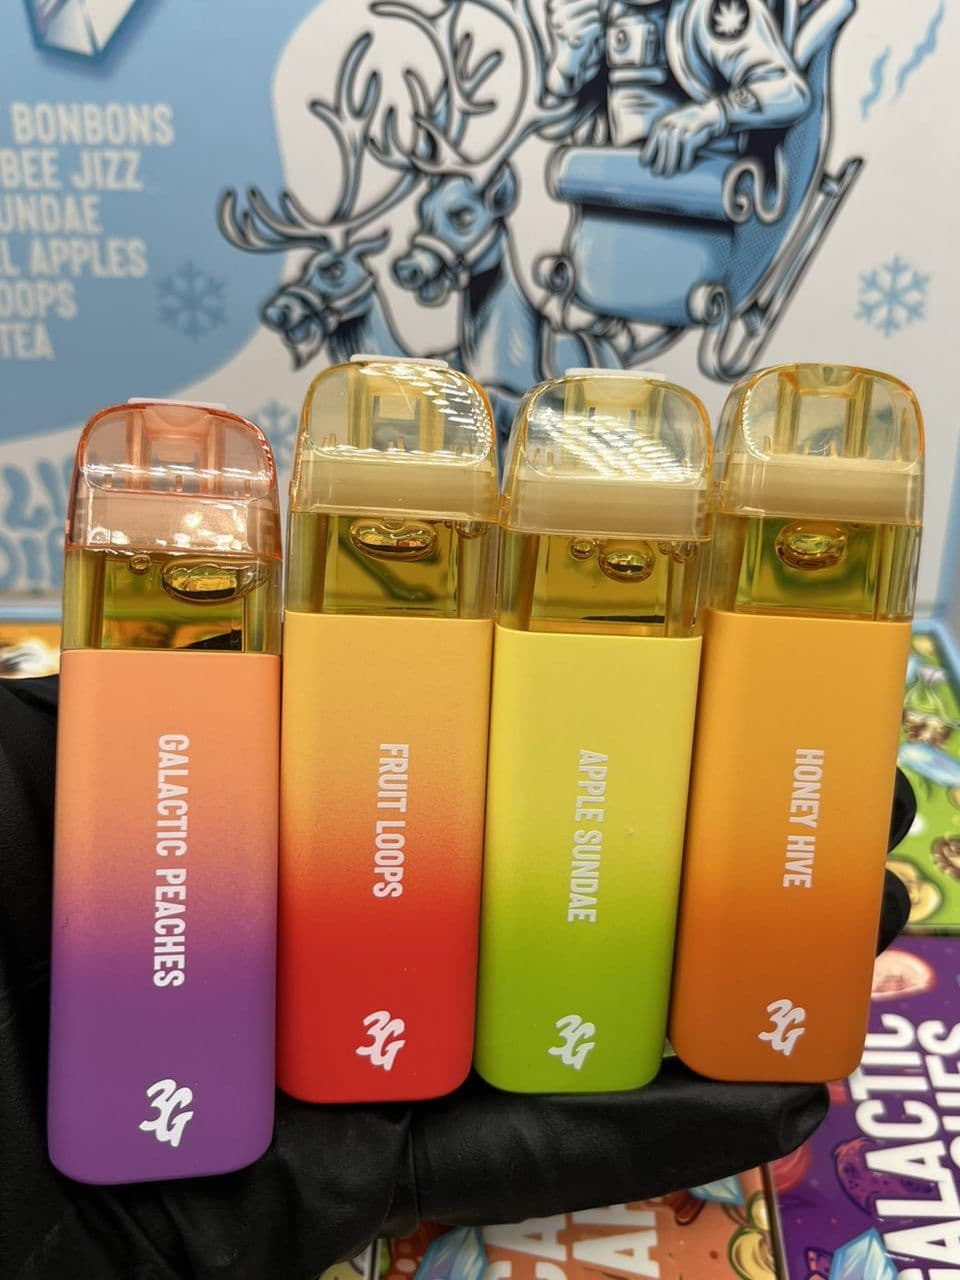 BONBONS
BEE JIZZ
UNDAE
L APPLES
OOPS
TEA
GALACTIC PEACHES
3G
FRUIT LOOPS
3G
APPLE SUNDAE
3G
HONEY HIVE
3G
GALACTIC